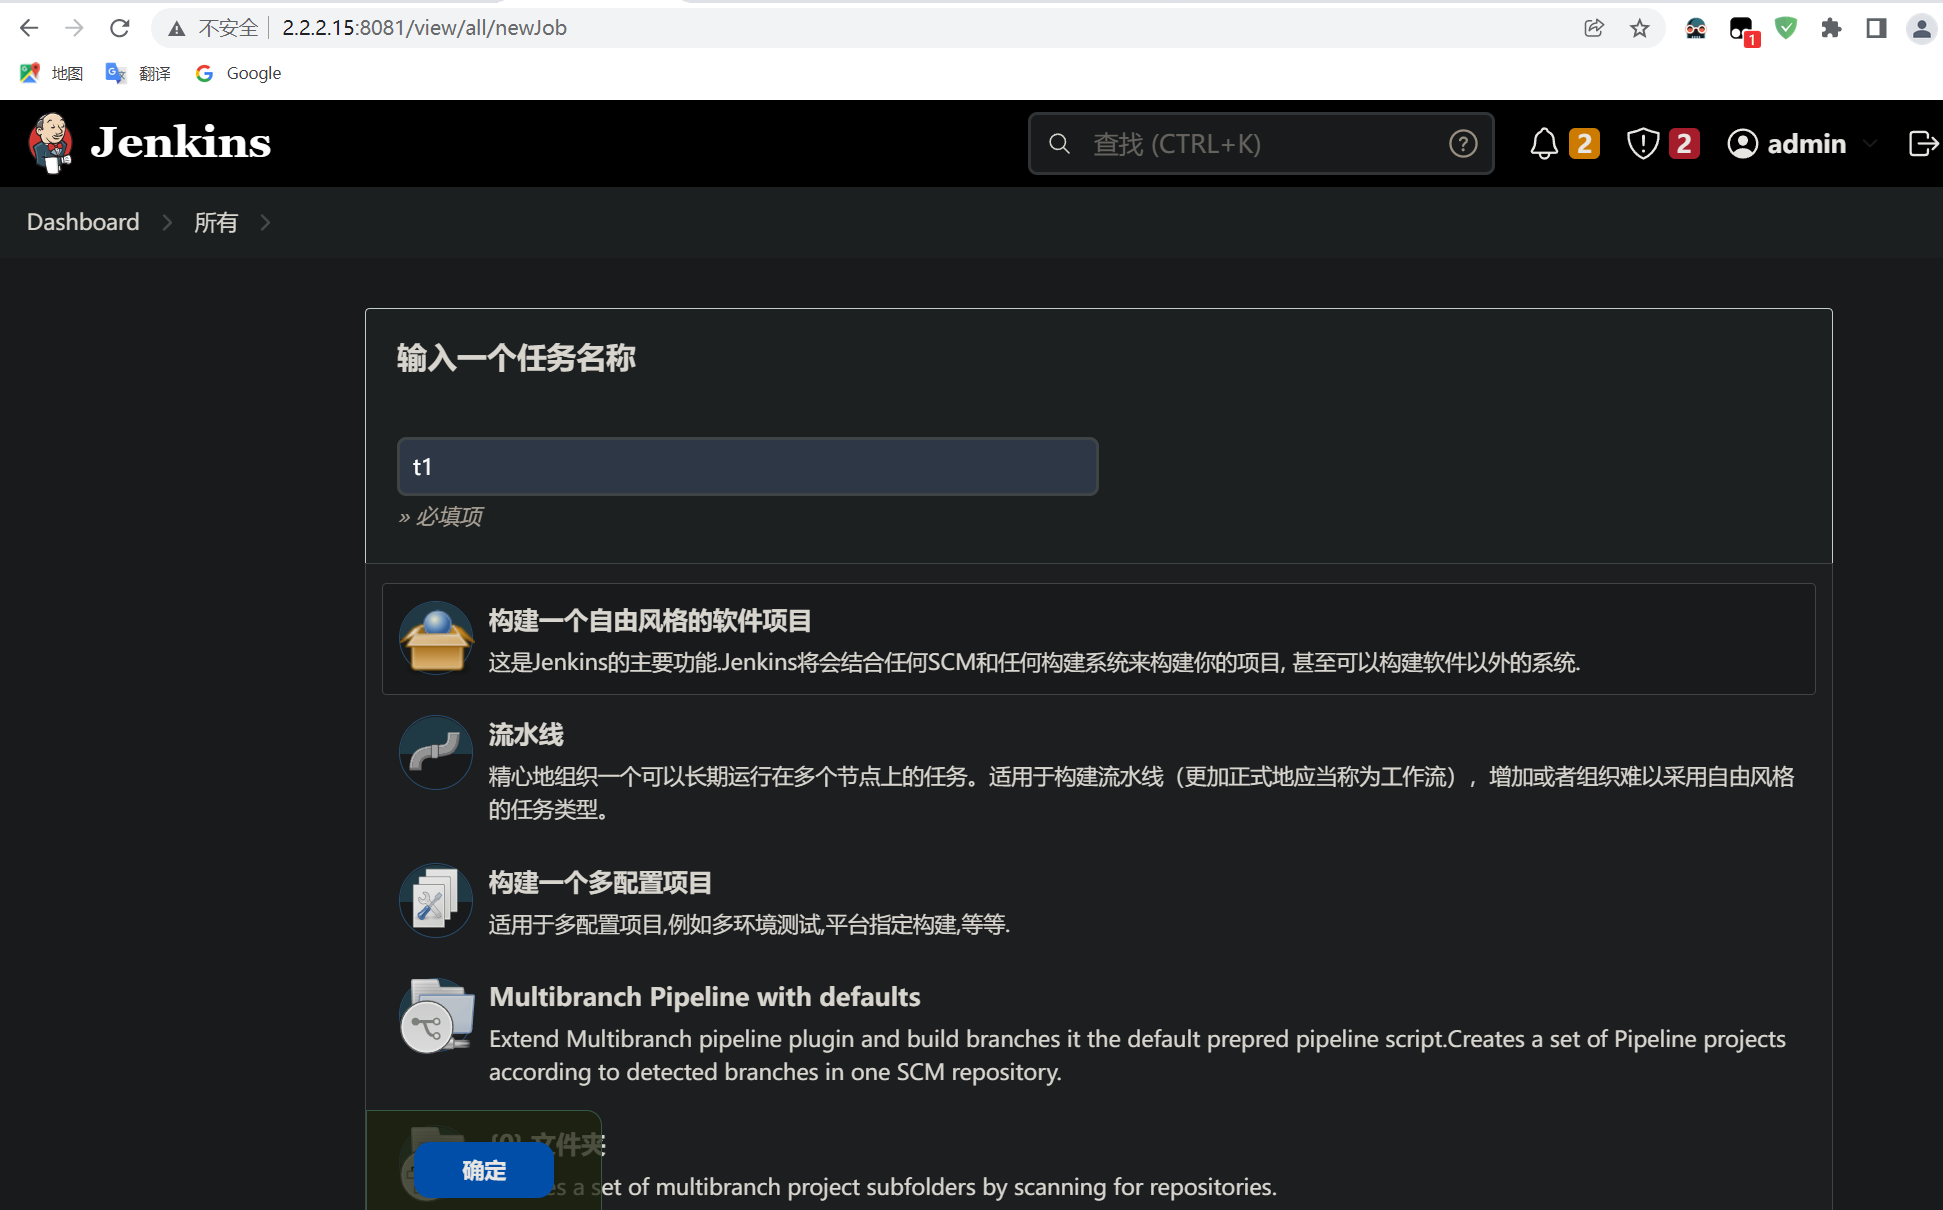 不安全 2.2.2.15:8081/view/all/newJob
1
地图 翻译 Google
Jenkins
查找 (CTRL+K)
2
2
admin
Dashboard 所有
输入一个任务名称
t1
» 必填项
构建一个自由风格的软件项目
这是Jenkins的主要功能.Jenkins将会结合任何SCM和任何构建系统来构建你的项目, 甚至可以构建软件以外的系统.
流水线
精心地组织一个可以长期运行在多个节点上的任务。适用于构建流水线（更加正式地应当称为工作流），增加或者组织难以采用自由风格
的任务类型。
构建一个多配置项目
适用于多配置项目,例如多环境测试,平台指定构建,等等.
Multibranch Pipeline with defaults
Extend Multibranch pipeline plugin and build branches it the default prepred pipeline script.Creates a set of Pipeline projects
according to detected branches in one SCM repository.
{0} 文件夹
确定
es a set of multibranch project subfolders by scanning for repositories.